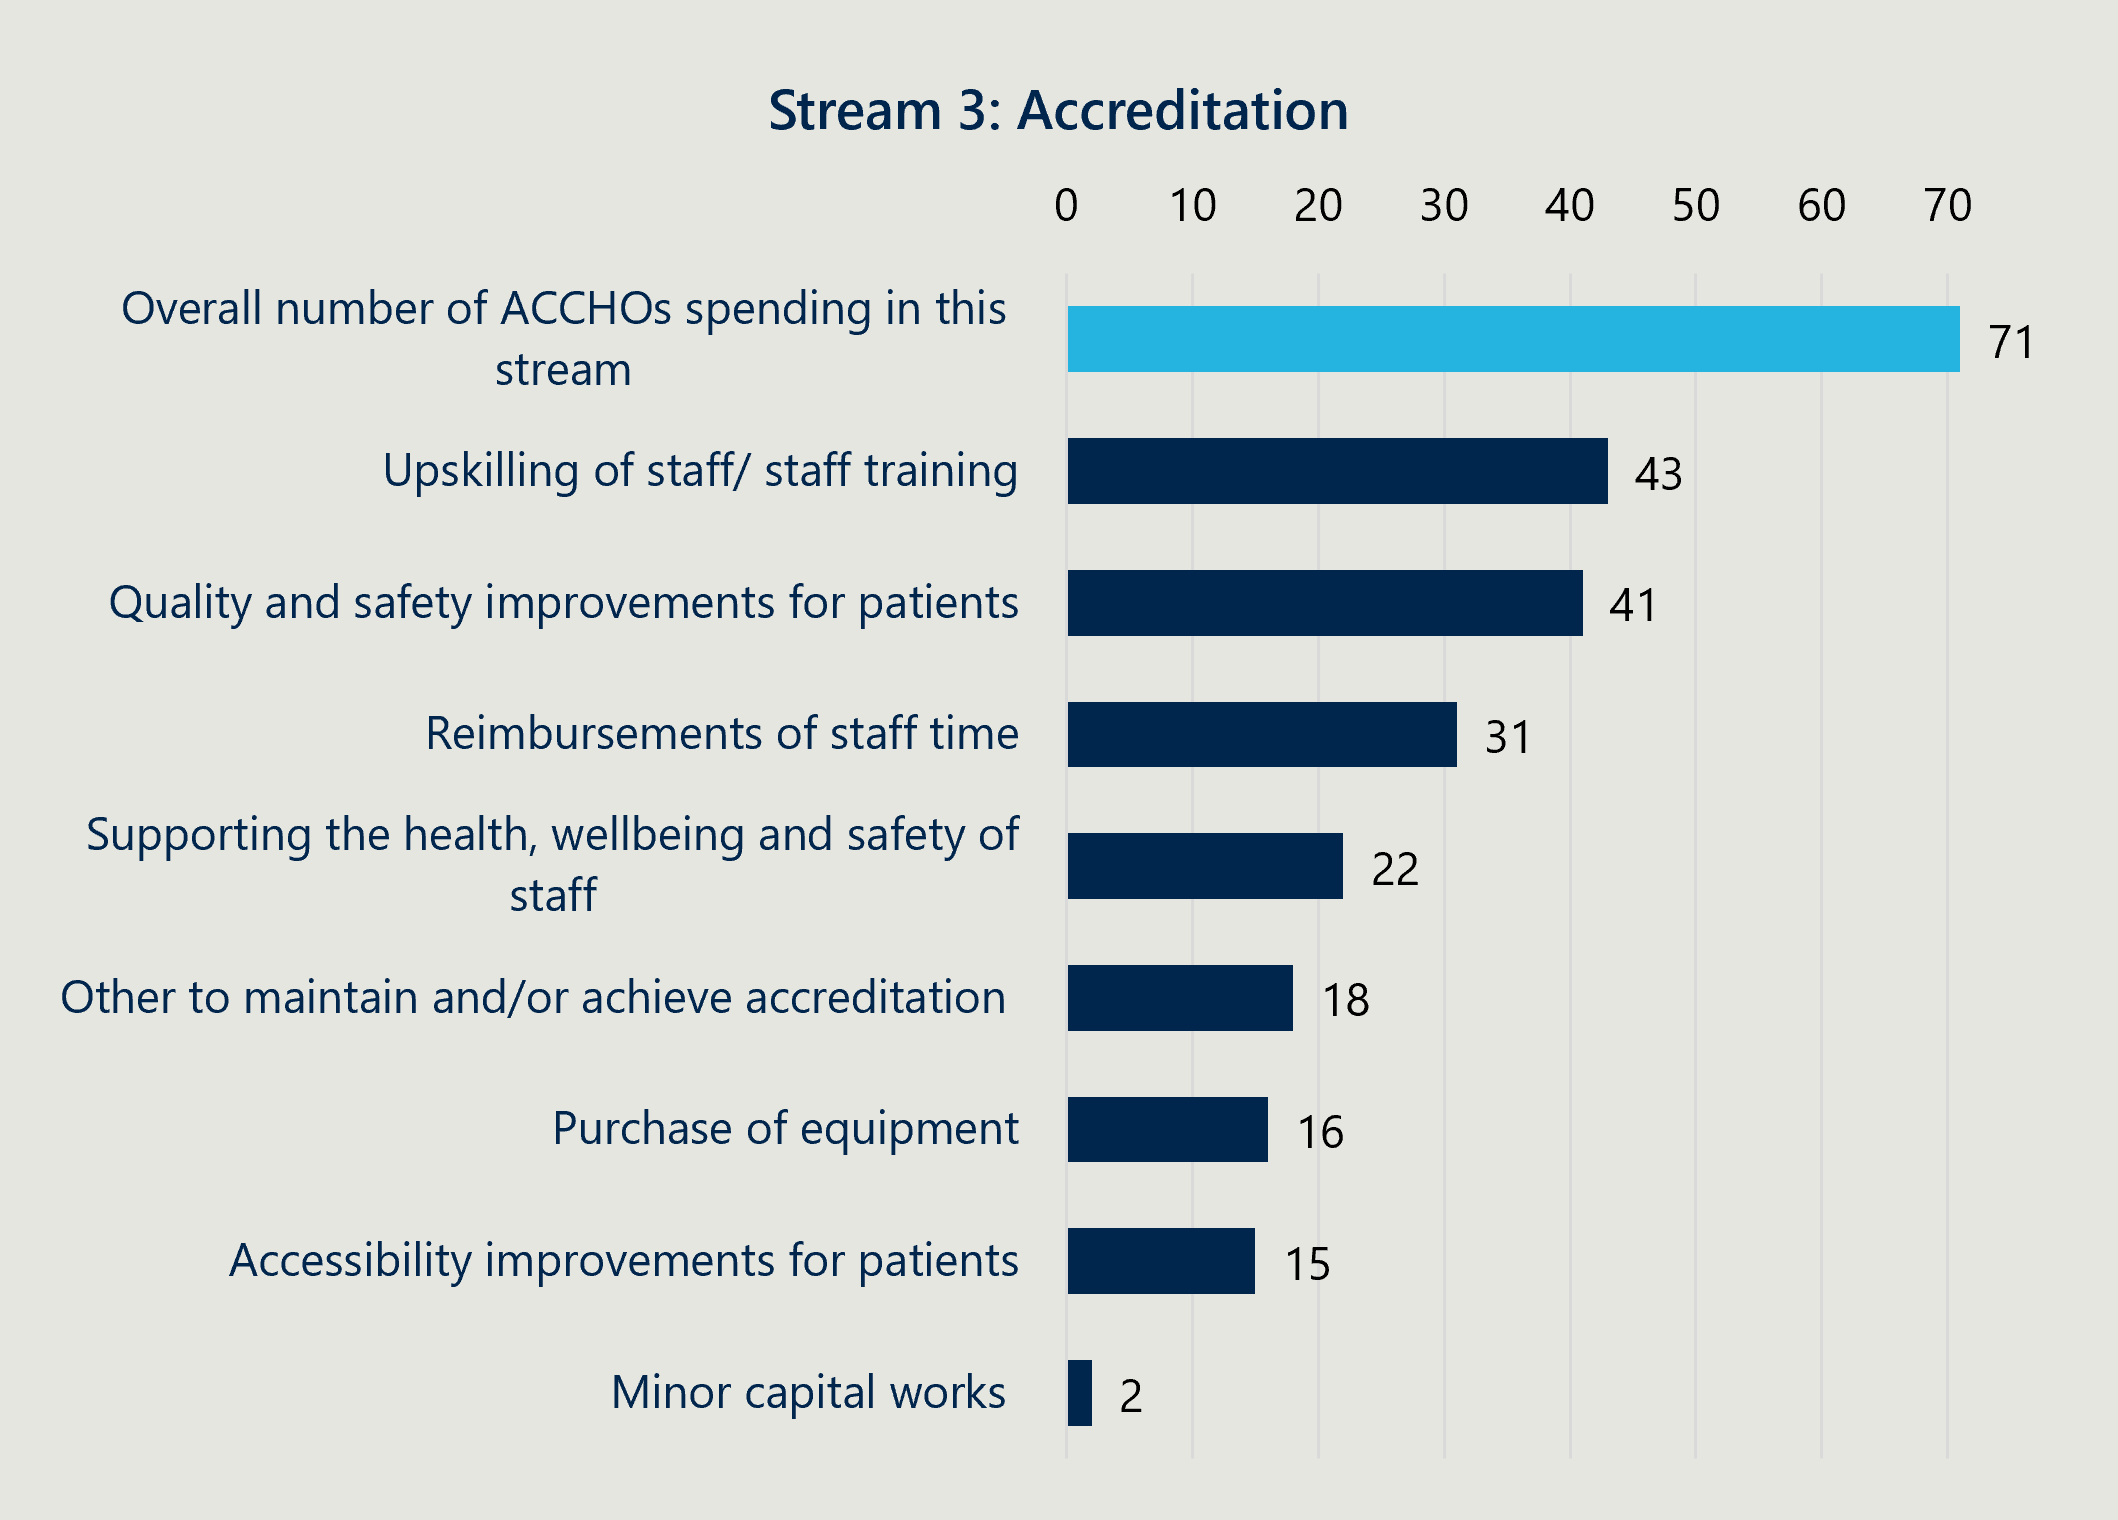 Stream 3: Accreditation
0 10 20 30 40 50 60 70
Overall number of ACCHOs spending in this
stream
71
Upskilling of staff/ staff training
43
Quality and safety improvements for patients
41
Reimbursements of staff time
31
Supporting the health, wellbeing and safety of
staff
22
Other to maintain and/or achieve accreditation
18
Purchase of equipment
16
Accessibility improvements for patients
15
Minor capital works
2